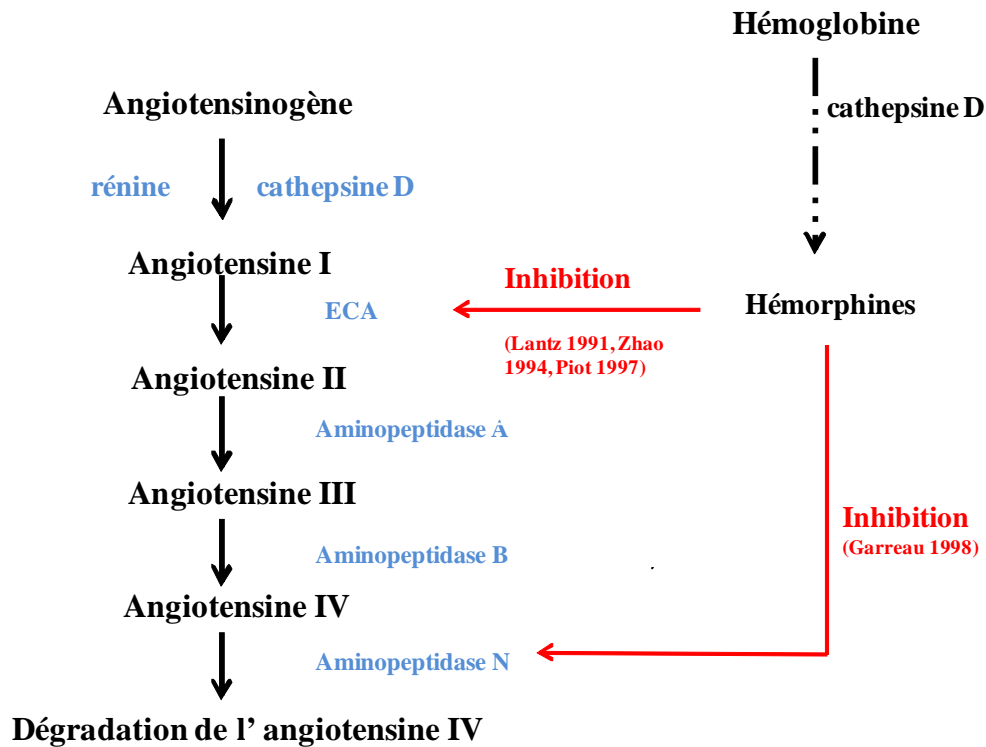 Hémoglobine
cathepsine D
Angiotensinogène
rénine cathepsine D
Angiotensine I
Inhibition
ECA
Hémorphines
(Lantz 1991, Zhao
1994, Piot 1997)
Angiotensine II
Aminopeptidase A
Angiotensine III
Inhibition
(Garreau 1998)
Aminopeptidase B
Angiotensine IV
Aminopeptidase N
Dégradation de l' angiotensine IV